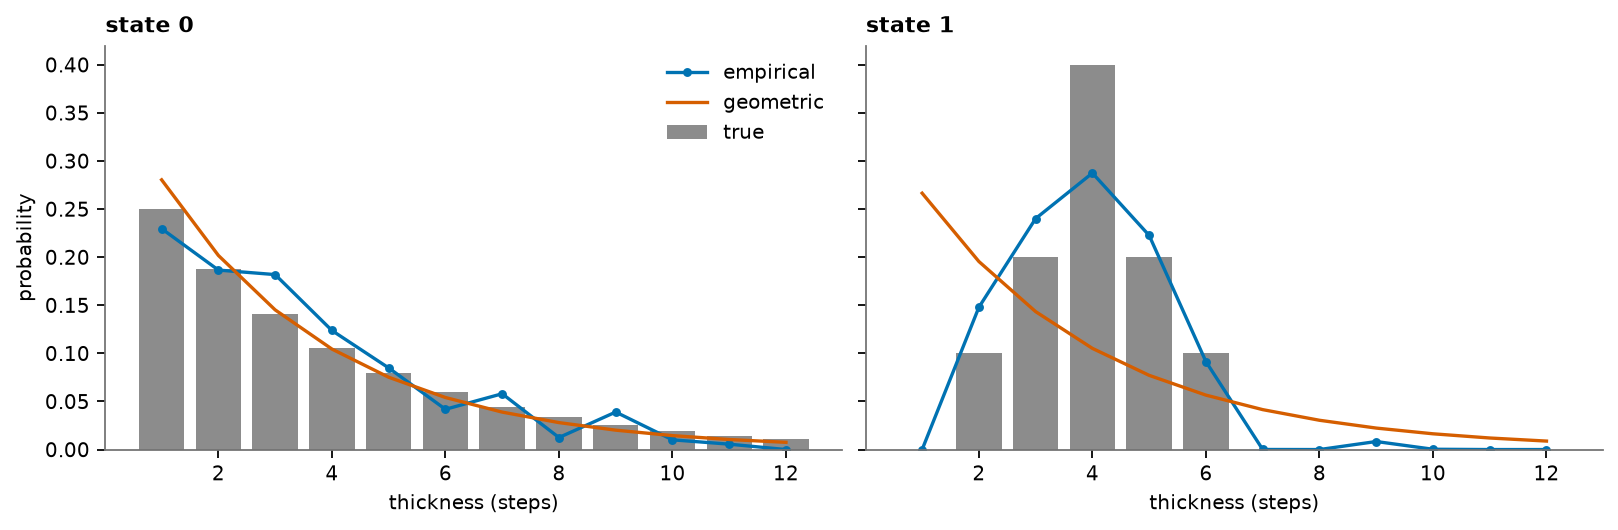 state 0
state 1
probability
0.40
0.35
0.30
0.25
0.20
0.15
0.10
0.05
0.00
empirical
geometric
true
2 4 6 8 10 12
2 4 6 8 10 12
thickness (steps)
thickness (steps)